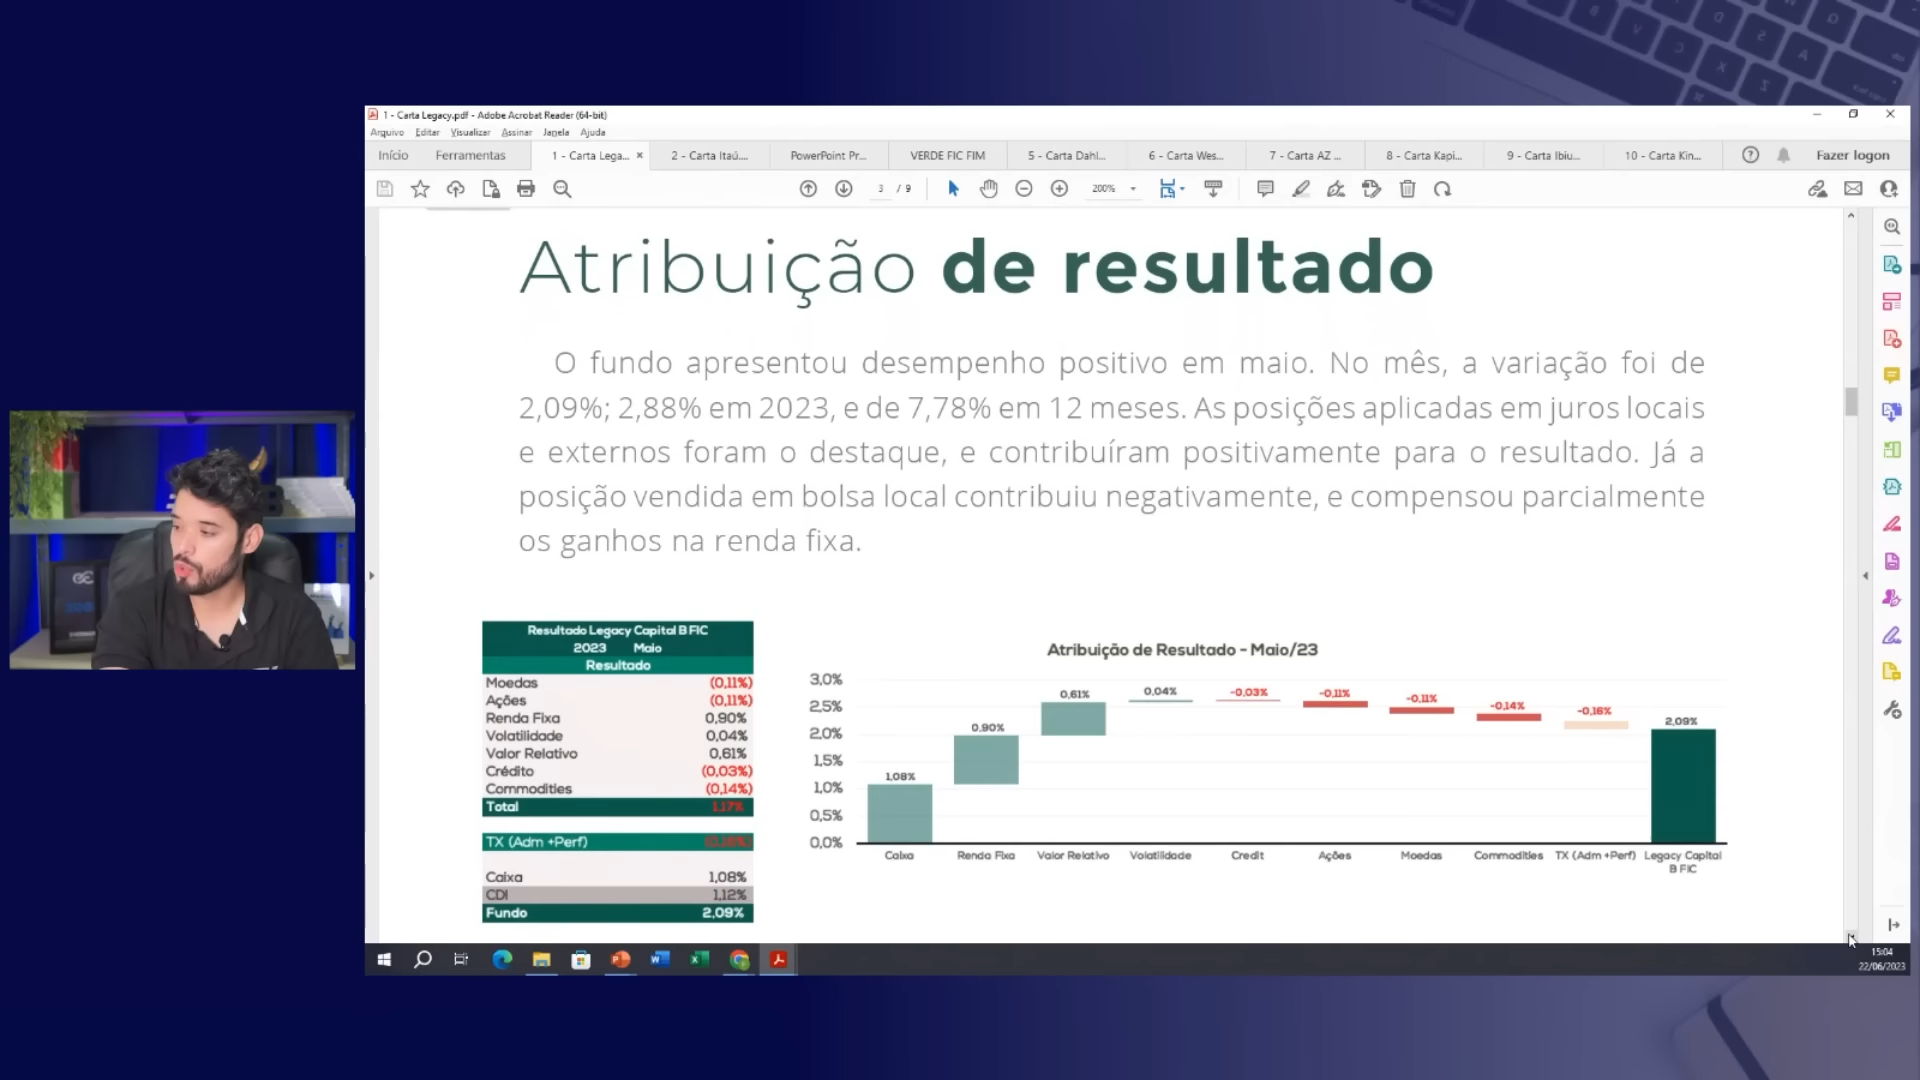 1 - Carta Legacy.pdf - Adobe Acrobat Reader (64-bit)
Arquivo Editar Visualizar Assinar Janela Ajuda
Início Ferramentas 1 - Carta Lega... × 2 - Carta Itaú.... PowerPoint Pr... VERDE FIC FIM 5 - Carta Dahl... 6 - Carta Wes... 7 - Carta AZ ... 8 - Carta Kapi... 9 - Carta Ibiu... 10 - Carta Kin... Fazer logon
3 / 9 200%
Atribuição de resultado
O fundo apresentou desempenho positivo em maio. No mês, a variação foi de
2,09%; 2,88% em 2023, e de 7,78% em 12 meses. As posições aplicadas em juros locais
e externos foram o destaque, e contribuíram positivamente para o resultado. Já a
posição vendida em bolsa local contribuiu negativamente, e compensou parcialmente
os ganhos na renda fixa.
Resultado Legacy Capital B FIC
2023 Maio
Resultado
Moedas (0,11%)
Ações (0,11%)
Renda Fixa 0,90%
Volatilidade 0,04%
Valor Relativo 0,61%
Crédito (0,03%)
Commodities (0,14%)
Total 1,17%
TX (Adm +Perf)
Caixa 1,08%
CDI 1,12%
Fundo 2,09%
Atribuição de Resultado - Maio/23
3,0%
2,5%
2,0%
1,5%
1,0%
0,5%
0,0%
1,08% 0,90% 0,61% 0,04% -0,03% -0,11% -0,11% -0,14% -0,16% 2,09%
Caixa Renda Fixa Valor Relativo Volatilidade Credit Ações Moedas Commodities TX (Adm +Perf) Legacy Capital
B FIC
15:04
22/06/2023